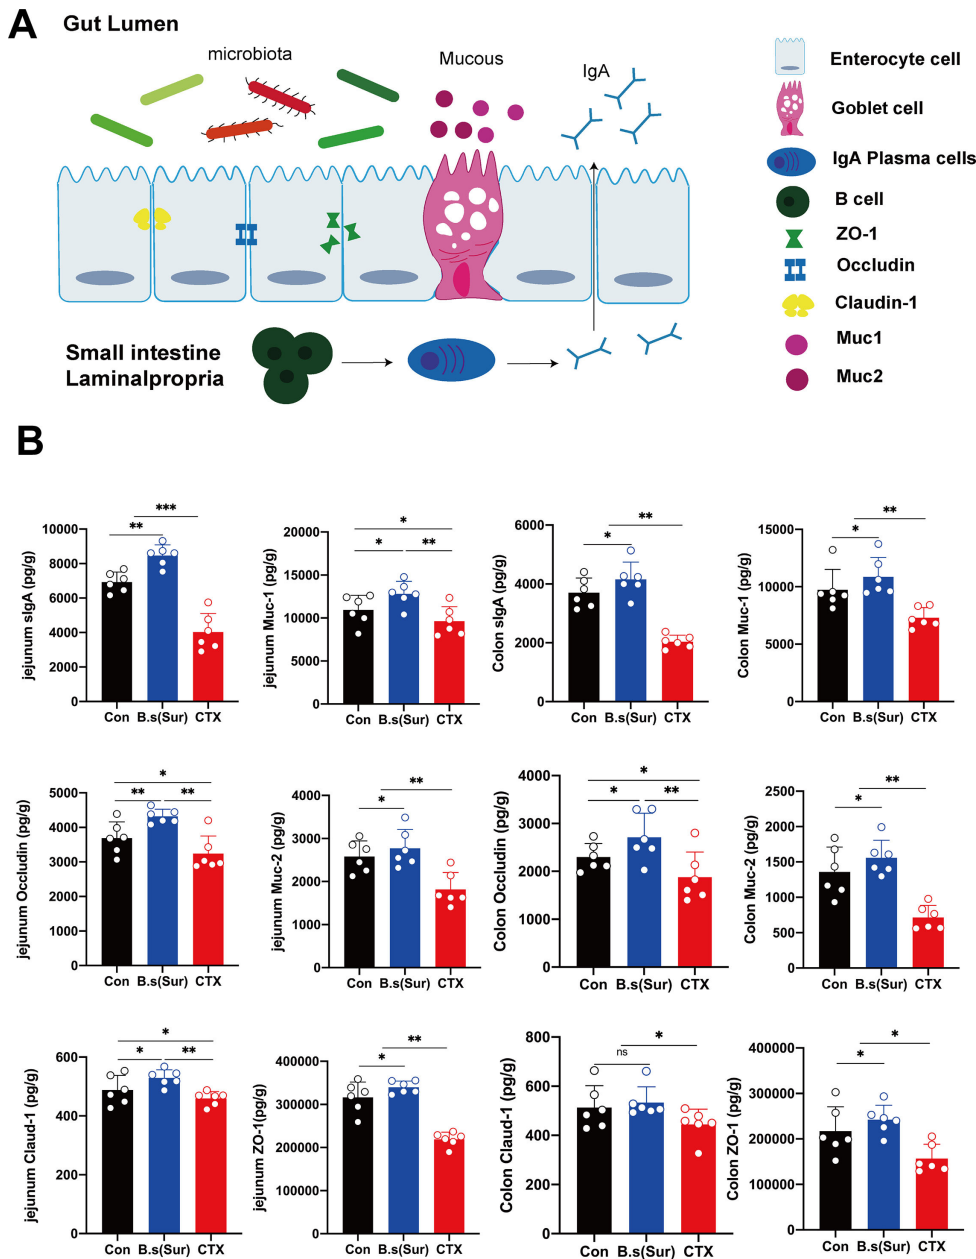 A
Gut Lumen
microbiota
Mucous
IgA
Enterocyte cell
Goblet cell
IgA Plasma cells
B cell
ZO-1
Occludin
Claudin-1
Muc1
Muc2
Small intestine
Laminalpropria
B
jejunum sIgA (pg/g)
10000
8000
6000
4000
2000
0
***
**
Con B.s(Sur) CTX
jejunum Muc-1 (pg/g)
20000
15000
10000
5000
0
*
* **
Con B.s(Sur) CTX
Colon sIgA (pg/g)
6000
4000
2000
0
**
*
Con B.s(Sur) CTX
Colon Muc-1 (pg/g)
15000
10000
5000
0
**
*
Con B.s(Sur) CTX
jejunum Occludin (pg/g)
5000
4000
3000
2000
1000
0
*
** **
Con B.s(Sur) CTX
jejunum Muc-2 (pg/g)
4000
3000
2000
1000
0
**
*
Con B.s(Sur) CTX
Colon Occludin (pg/g)
4000
3000
2000
1000
0
*
* **
Con B.s(Sur) CTX
Colon Muc-2 (pg/g)
2500
2000
1500
1000
500
0
**
*
Con B.s(Sur) CTX
jejunum Claud-1 (pg/g)
600
400
200
0
*
* **
Con B.s(Sur) CTX
jejunum ZO-1(pg/g)
400000
300000
200000
100000
0
**
*
Con B.s(Sur) CTX
Colon Claud-1 (pg/g)
800
600
400
200
0
*
ns
Con B.s(Sur) CTX
Colon ZO-1 (pg/g)
400000
300000
200000
100000
0
*
*
Con B.s(Sur) CTX